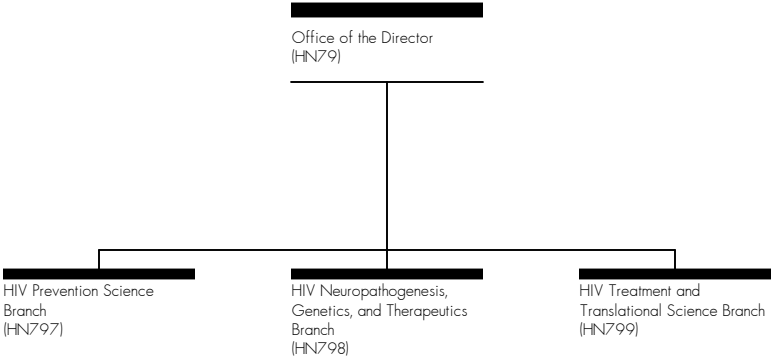 Office of the Director
(HN79)
HIV Prevention Science
Branch
(HN797)
HIV Neuropathogenesis,
Genetics, and Therapeutics
Branch
(HN798)
HIV Treatment and
Translational Science Branch
(HN799)